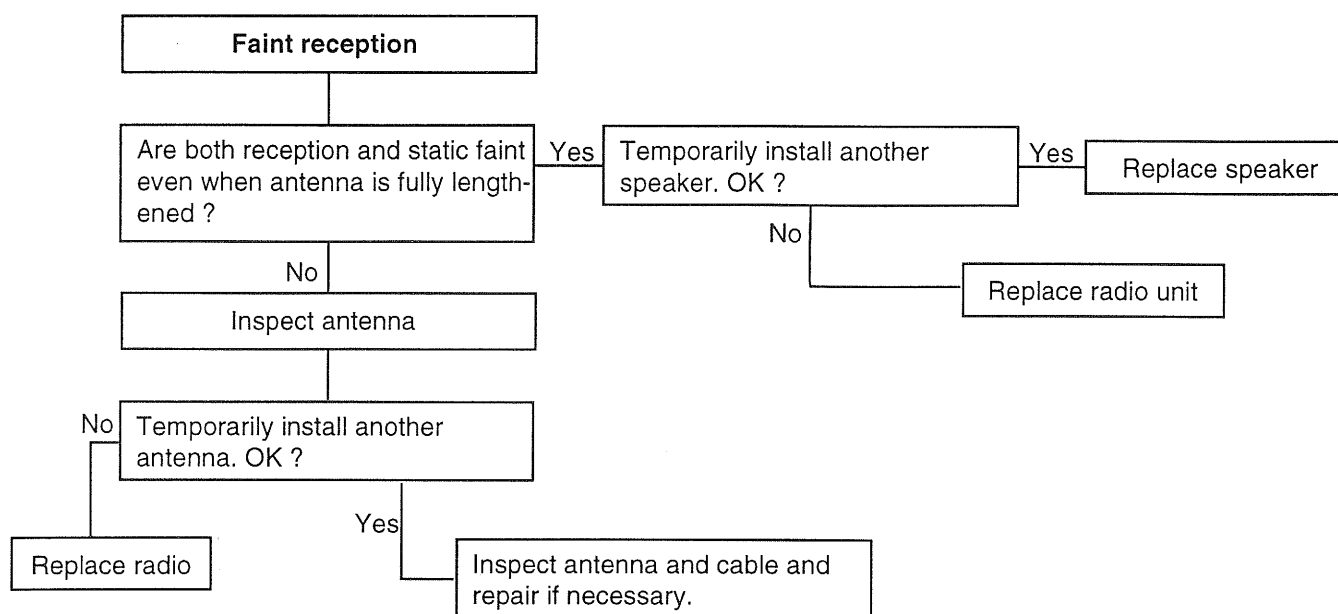 Faint reception
Are both reception and static faint
even when antenna is fully length-
ened ?
Yes
Temporarily install another
speaker. OK ?
Yes
Replace speaker
No
Replace radio unit
No
Inspect antenna
No
Temporarily install another
antenna. OK ?
Yes
Replace radio
Inspect antenna and cable and
repair if necessary.